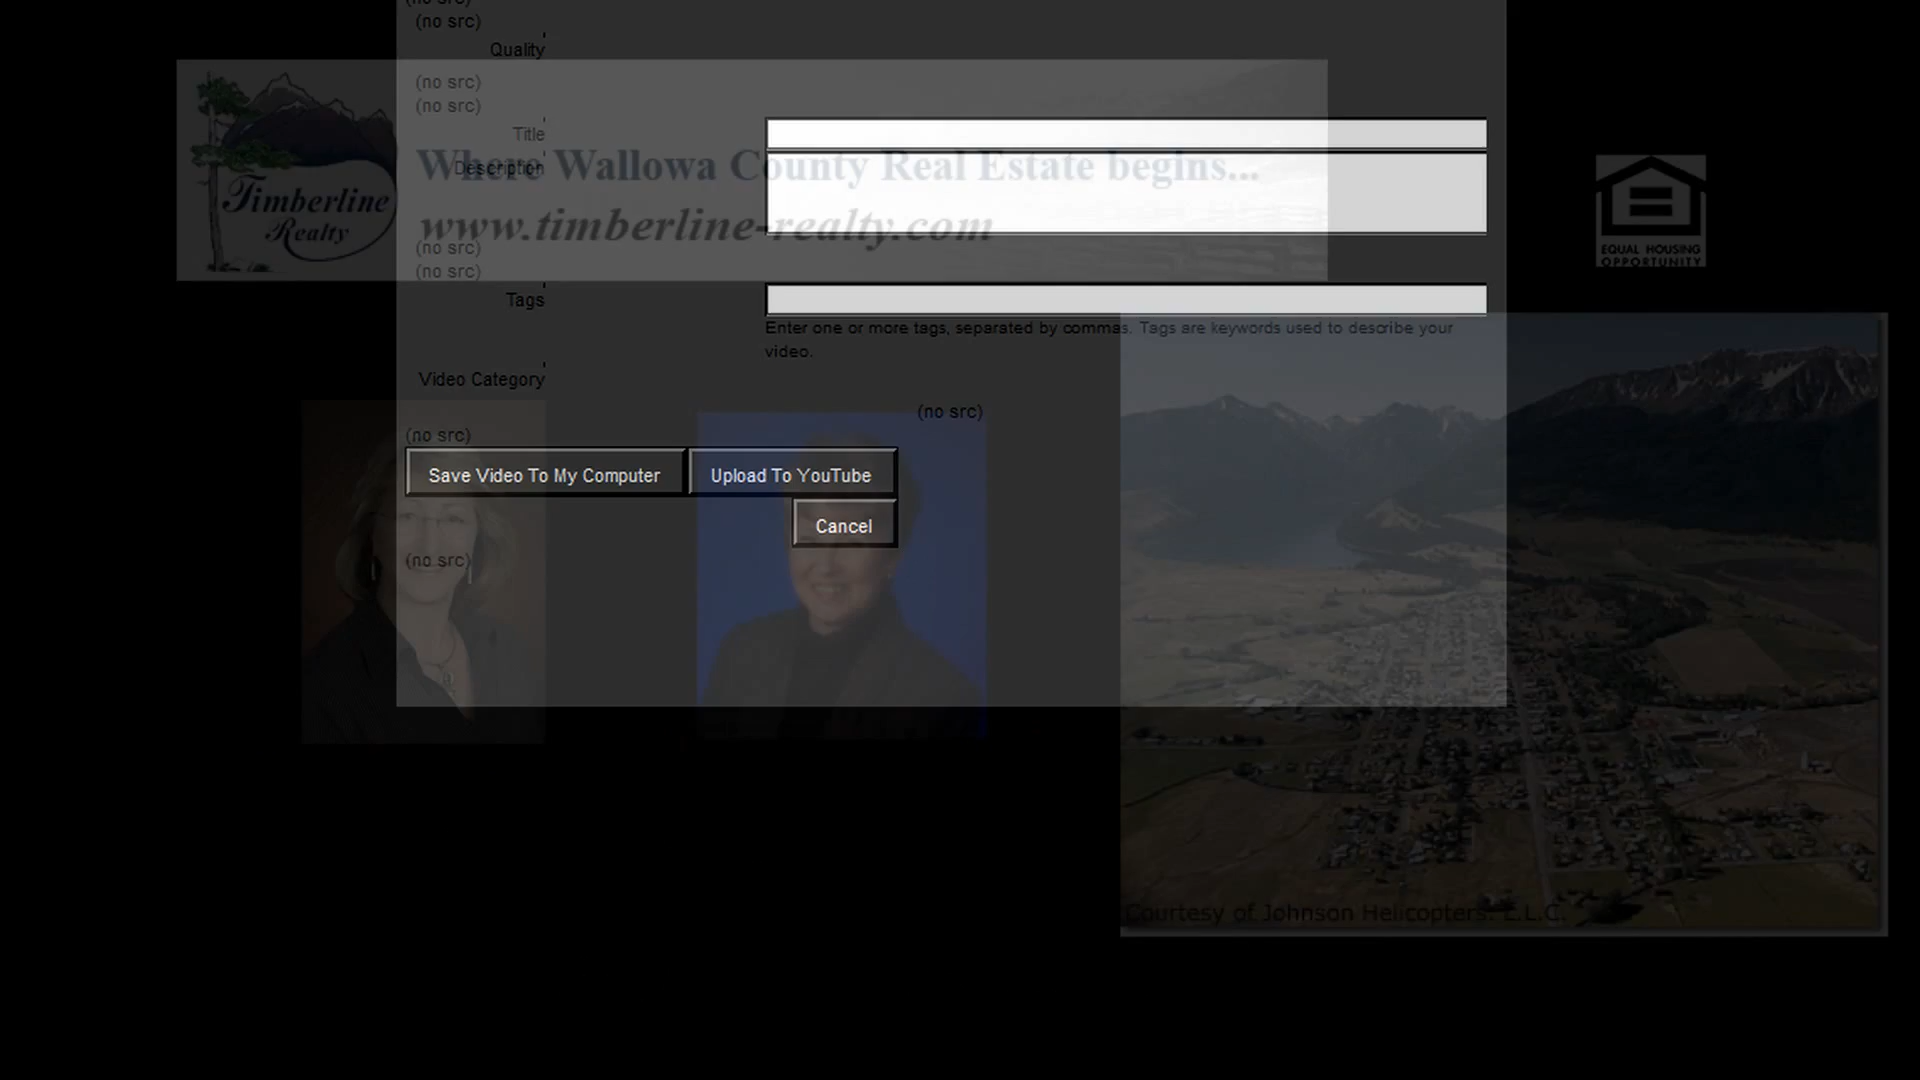 (no src)
(no src)
Quality
(no src)
(no src)
Title
Description
Where Wallowa County Real Estate begins...
www.timberline-realty.com
Timberline
Realty
(no src)
(no src)
EQUAL HOUSING
OPPORTUNITY
Tags
Enter one or more tags, separated by commas. Tags are keywords used to describe your
video.
Video Category
(no src)
(no src)
Save Video To My Computer
Upload To YouTube
Cancel
(no src)
Courtesy of Johnson Helicopters. L.L.C.